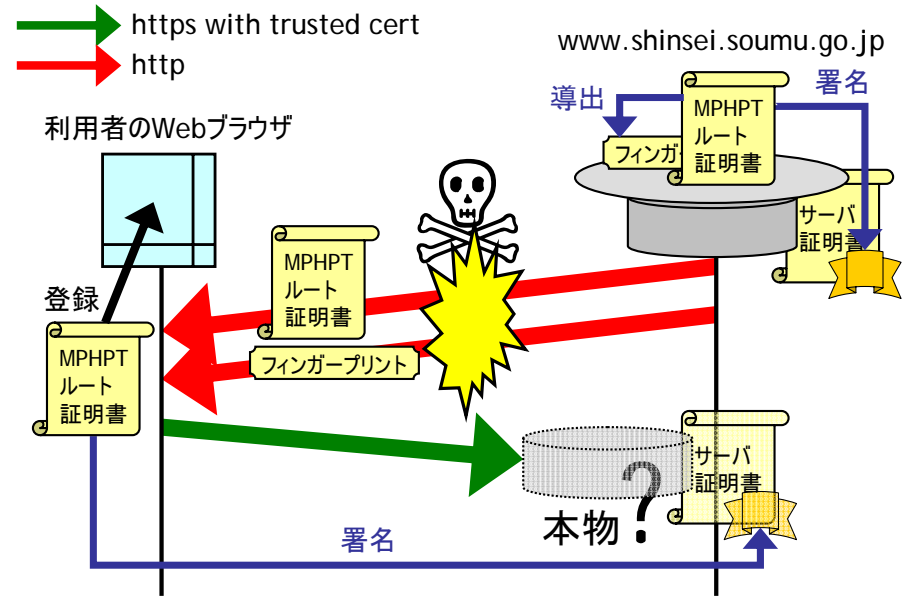 https with trusted cert
http
www.shinsei.soumu.go.jp
導出
署名
MPHPT
ルート
証明書
フィンガ
サーバ
証明書
利用者のWebブラウザ
MPHPT
ルート
証明書
登録
MPHPT
ルート
証明書
フィンガープリント
サーバ
証明書
本物?
署名